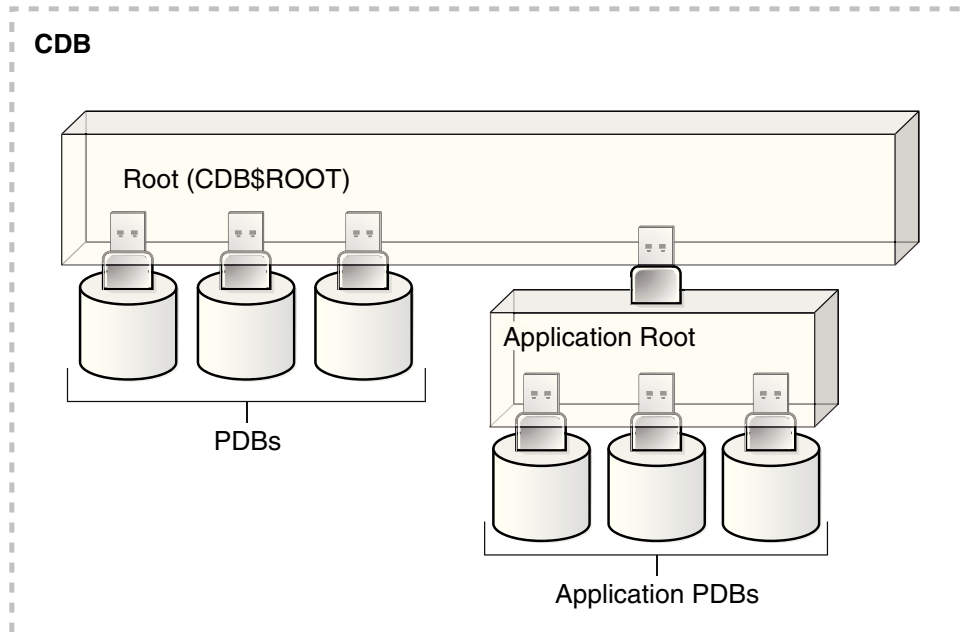 CDB
Root (CDB$ROOT)
Application Root
PDBs
Application PDBs